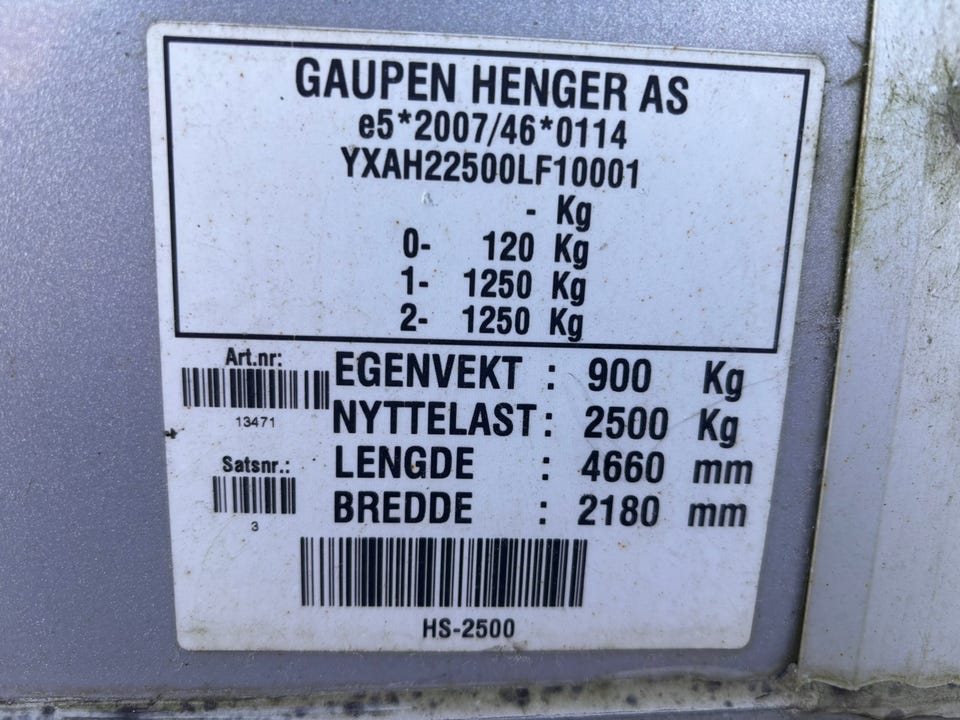 GAUPEN HENGER AS
e5*2007/46*0114
YXAH22500LF10001
- Kg
0- 120 Kg
1- 1250 Kg
2- 1250 Kg
Art.nr:
13471
Satsnr.:
3
EGENVEKT : 900 Kg
NYTTELAST : 2500 Kg
LENGDE : 4660 mm
BREDDE : 2180 mm
HS-2500